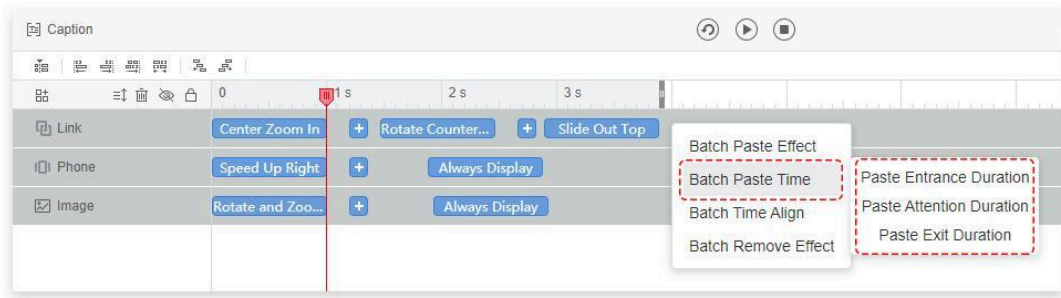 Caption
0 1 s 2 s 3 s
Link Center Zoom In + Rotate Counter... + Slide Out Top
Phone Speed Up Right + Always Display
Image Rotate and Zoo... + Always Display
Batch Paste Effect
Batch Paste Time
Batch Time Align
Batch Remove Effect
Paste Entrance Duration
Paste Attention Duration
Paste Exit Duration